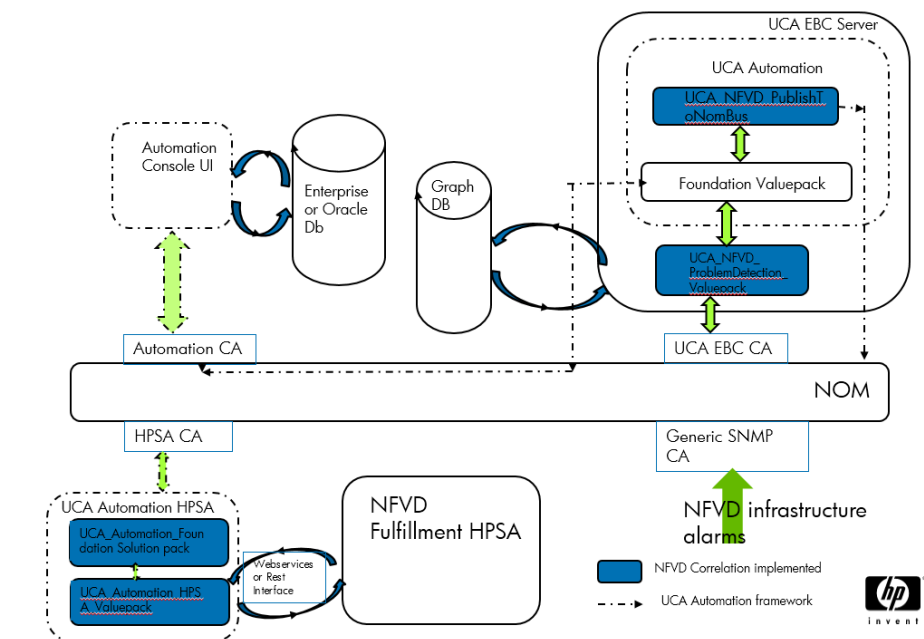 UCA EBC Server
UCA Automation
UCA_NFVD_PublishT
oNomBus
Foundation Valuepack
UCA_NFVD_
ProblemDetection_
Valuepack
Automation
Console UI
Enterprise
or Oracle
Db
Graph
DB
Automation CA
UCA EBC CA
NOM
HPSA CA
Generic SNMP
CA
UCA Automation HPSA
UCA_Automation_Foun
dation Solution pack
UCA_Automation_HPS
A_Valuepack
Webservices
or Rest
Interface
NFVD
Fulfillment HPSA
NFVD infrastructure
alarms
NFVD Correlation implemented
UCA Automation framework
hp
invent